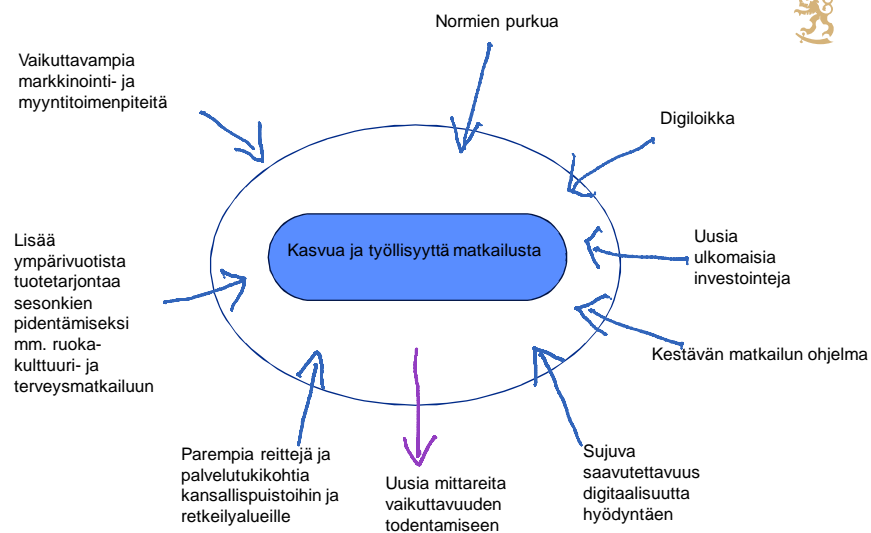 Normien purkua
Vaikuttavampia
markkinointi- ja
myyntitoimenpiteitä
Digiloikka
Kasvua ja työllisyyttä matkailusta
Uusia
ulkomaisia
investointeja
Lisää
ympärivuotista
tuotetarjontaa
sesonkien
pidentämiseksi
mm. ruoka-
kulttuuri- ja
terveysmatkailuun
Kestävän matkailun ohjelma
Parempia reittejä ja
palvelutukikohtia
kansallispuistoihin ja
retkeilyalueille
Uusia mittareita
vaikuttavuuden
todentamiseen
Sujuva
saavutettavuus
digitaalisuutta
hyödyntäen